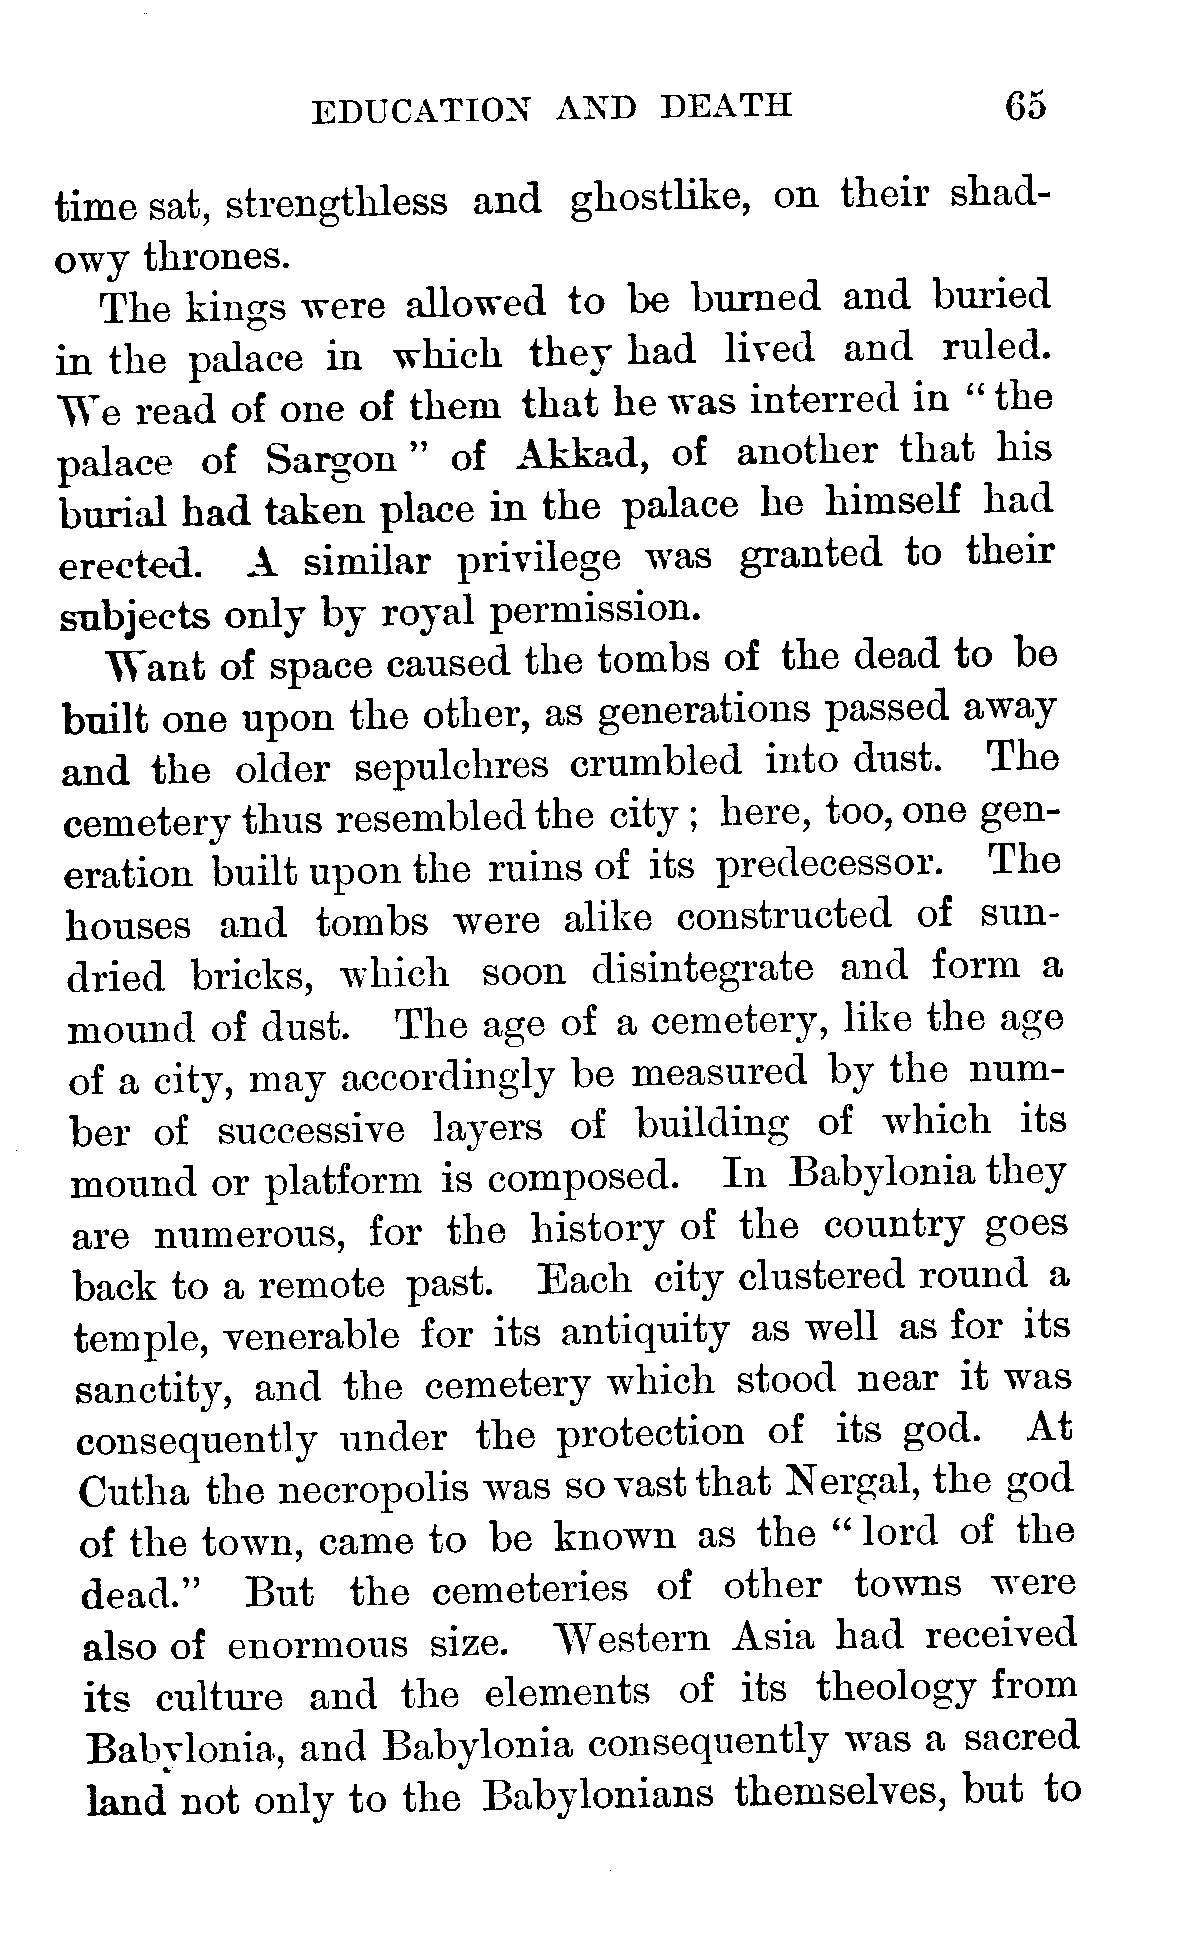 EDUCATION AND DEATH 65
time sat, strengthless and ghostlike, on their shad-
owy thrones.
The kings were allowed to be burned and buried
in the palace in which they had lived and ruled.
We read of one of them that he was interred in “the
palace of Sargon” of Akkad, of another that his
burial had taken place in the palace he himself had
erected. A similar privilege was granted to their
subjects only by royal permission.
Want of space caused the tombs of the dead to be
built one upon the other, as generations passed away
and the older sepulchres crumbled into dust. The
cemetery thus resembled the city; here, too, one gen-
eration built upon the ruins of its predecessor. The
houses and tombs were alike constructed of sun-
dried bricks, which soon disintegrate and form a
mound of dust. The age of a cemetery, like the age
of a city, may accordingly be measured by the num-
ber of successive layers of building of which its
mound or platform is composed. In Babylonia they
are numerous, for the history of the country goes
back to a remote past. Each city clustered round a
temple, venerable for its antiquity as well as for its
sanctity, and the cemetery which stood near it was
consequently under the protection of its god. At
Cutha the necropolis was so vast that Nergal, the god
of the town, came to be known as the “lord of the
dead.” But the cemeteries of other towns were
also of enormous size. Western Asia had received
its culture and the elements of its theology from
Babylonia, and Babylonia consequently was a sacred
land not only to the Babylonians themselves, but to